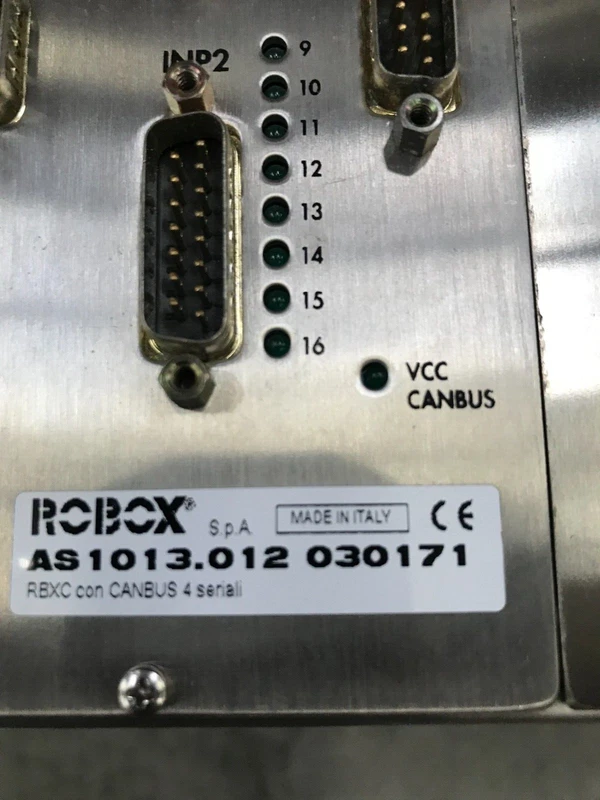 INP2
9
10
11
12
13
14
15
16
VCC
CANBUS
ROBOX® S.p.A. MADE IN ITALY CE
AS1013.012 030171
RBXC con CANBUS 4 seriali